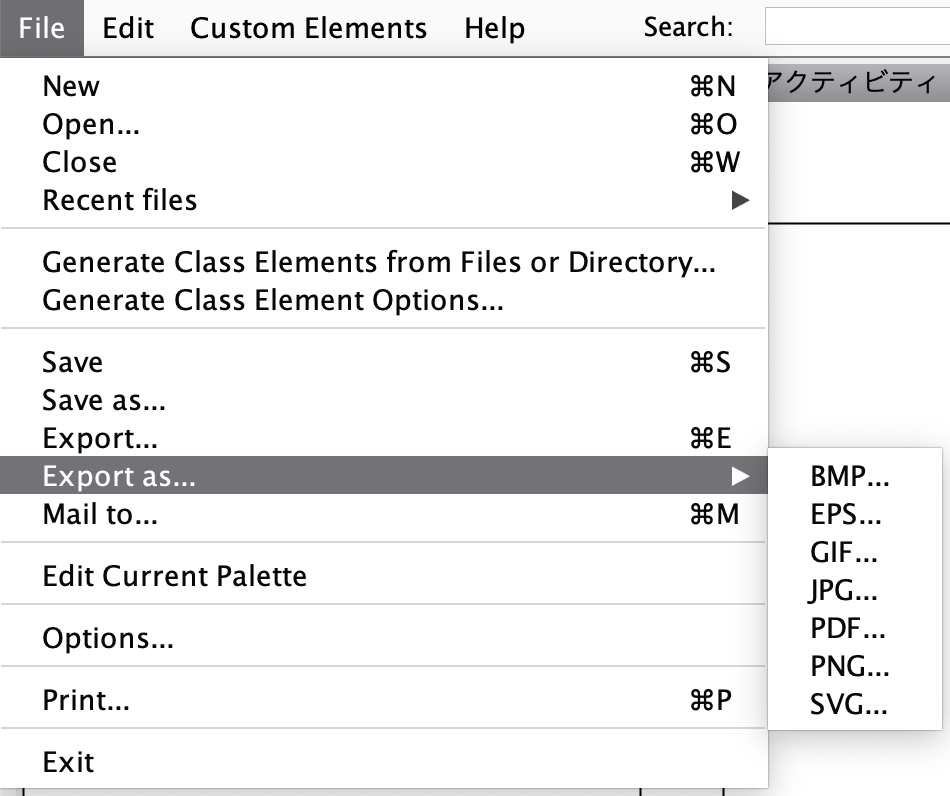 File Edit Custom Elements Help Search:
アクティビティ
New ⌘N
Open... ⌘O
Close ⌘W
Recent files ▶
Generate Class Elements from Files or Directory...
Generate Class Element Options...
Save ⌘S
Save as...
Export... ⌘E
Export as... ▶
Mail to... ⌘M
Edit Current Palette
Options...
Print... ⌘P
Exit
BMP...
EPS...
GIF...
JPG...
PDF...
PNG...
SVG...